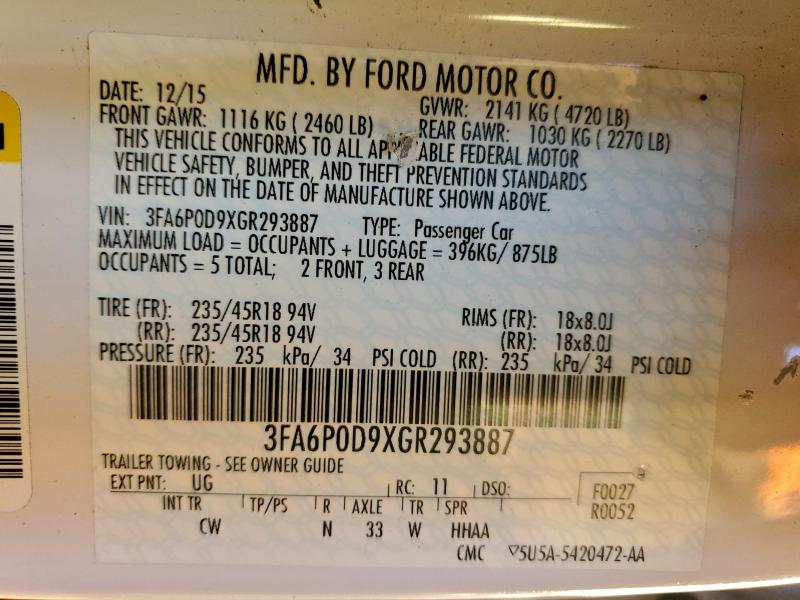 MFD. BY FORD MOTOR CO.
DATE: 12/15
GVWR: 2141 KG ( 4720 LB)
FRONT GAWR: 1116 KG ( 2460 LB)
REAR GAWR: 1030 KG ( 2270 LB)
THIS VEHICLE CONFORMS TO ALL AP ABLE FEDERAL MOTOR
VEHICLE SAFETY, BUMPER, AND THEFT PREVENTION STANDARDS
IN EFFECT ON THE DATE OF MANUFACTURE SHOWN ABOVE.
VIN: 3FA6P0D9XGR293887 TYPE: Passenger Car
MAXIMUM LOAD = OCCUPANTS + LUGGAGE = 396KG/ 875LB
OCCUPANTS = 5 TOTAL; 2 FRONT, 3 REAR
TIRE (FR): 235/45R18 94V RIMS (FR): 18x8.0J
(RR): 235/45R18 94V (RR): 18x8.0J
PRESSURE (FR): 235 kPa/ 34 PSI COLD (RR): 235 kPa/ 34 PSI COLD
3FA6P0D9XGR293887
TRAILER TOWING - SEE OWNER GUIDE
EXT PNT: UG RC: 11 DSO:
F0027
R0052
INT TR TP/PS R AXLE TR SPR
CW N 33 W HHAA
CMC ▽5U5A-5420472-AA